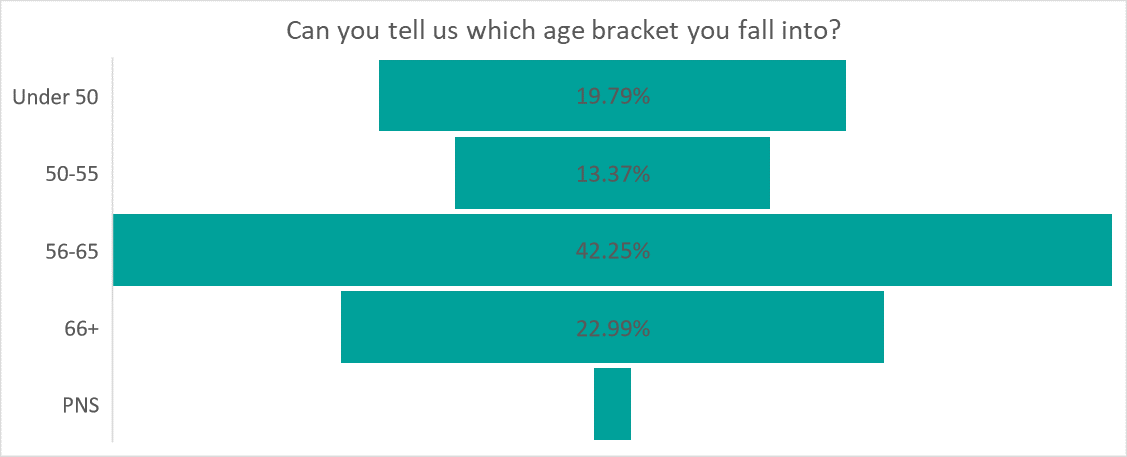 Can you tell us which age bracket you fall into?
Under 50 19.79%
50-55 13.37%
56-65 42.25%
66+ 22.99%
PNS